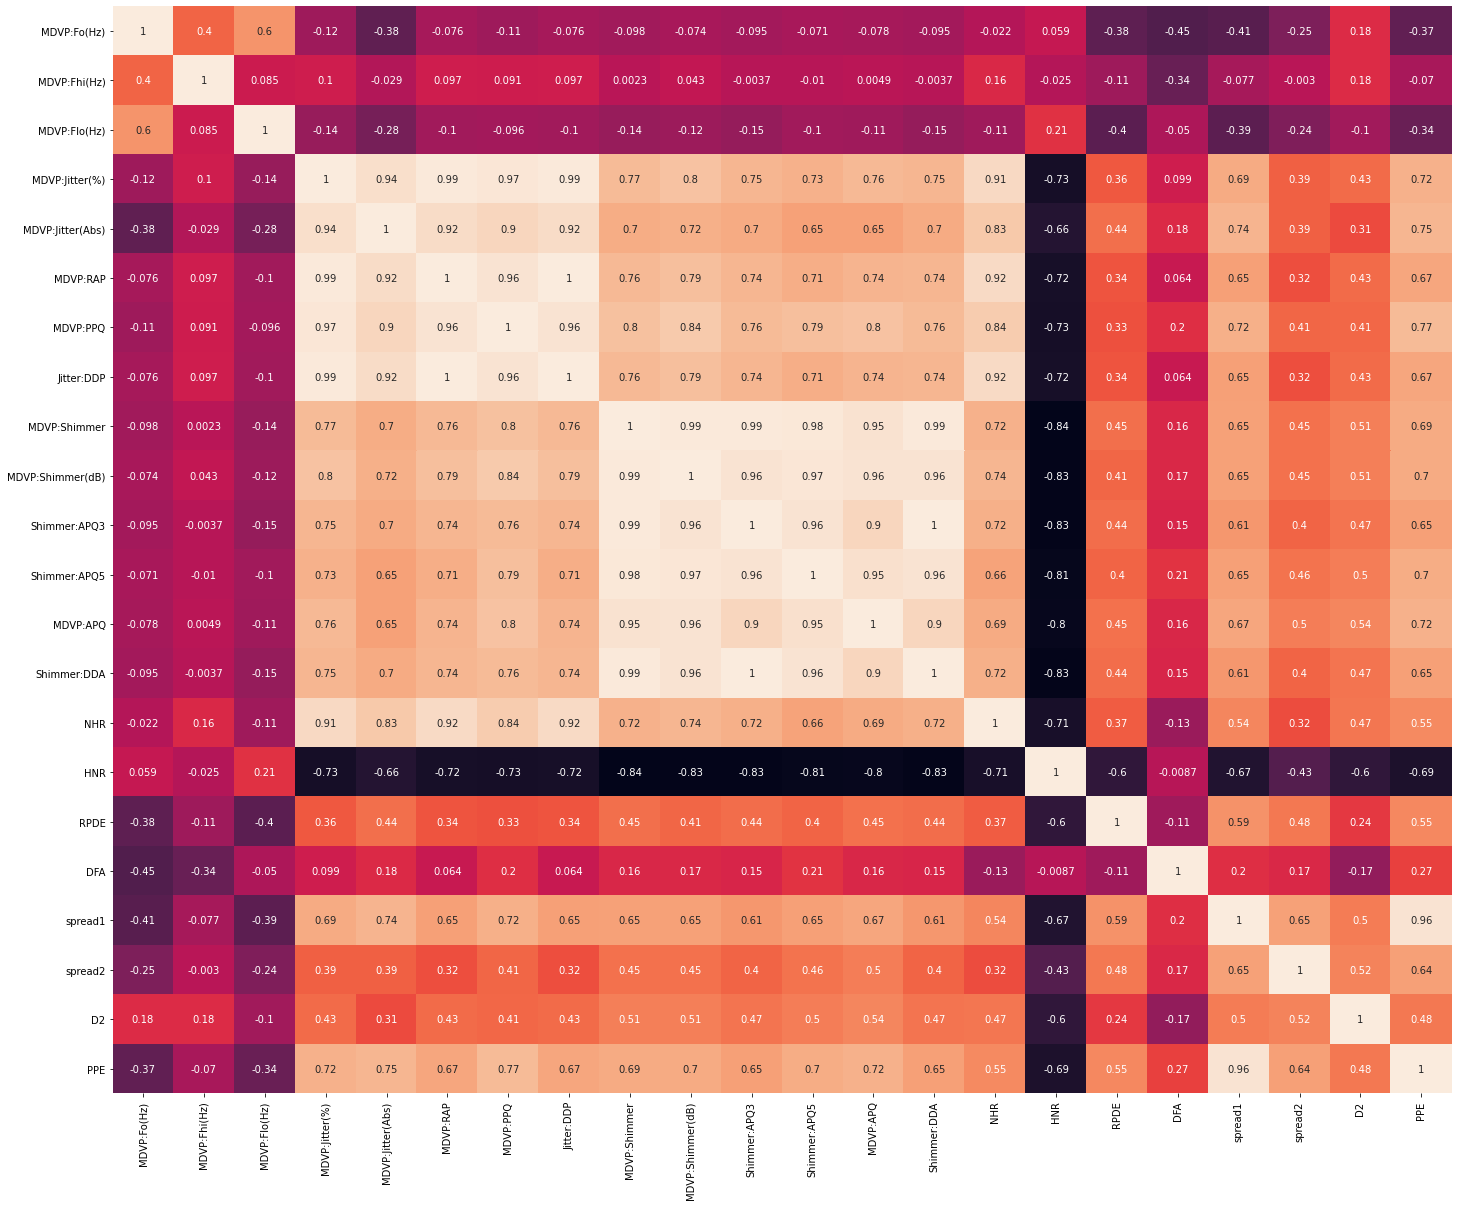 MDVP:Fo(Hz) 1 0.4 0.6 -0.12 -0.38 -0.076 -0.11 -0.076 -0.098 -0.074 -0.095 -0.071 -0.078 -0.095 -0.022 0.059 -0.38 -0.45 -0.41 -0.25 0.18 -0.37
MDVP:Fhi(Hz) 0.4 1 0.085 0.1 -0.029 0.097 0.091 0.097 0.0023 0.043 -0.0037 -0.01 0.0049 -0.0037 0.16 -0.025 -0.11 -0.34 -0.077 -0.003 0.18 -0.07
MDVP:Flo(Hz) 0.6 0.085 1 -0.14 -0.28 -0.1 -0.096 -0.1 -0.14 -0.12 -0.15 -0.1 -0.11 -0.15 -0.11 0.21 -0.4 -0.05 -0.39 -0.24 -0.1 -0.34
MDVP:Jitter(%) -0.12 0.1 -0.14 1 0.94 0.99 0.97 0.99 0.77 0.8 0.75 0.73 0.76 0.75 0.91 -0.73 0.36 0.099 0.69 0.39 0.43 0.72
MDVP:Jitter(Abs) -0.38 -0.029 -0.28 0.94 1 0.92 0.9 0.92 0.7 0.72 0.7 0.65 0.65 0.7 0.83 -0.66 0.44 0.18 0.74 0.39 0.31 0.75
MDVP:RAP -0.076 0.097 -0.1 0.99 0.92 1 0.96 1 0.76 0.79 0.74 0.71 0.74 0.74 0.92 -0.72 0.34 0.064 0.65 0.32 0.43 0.67
MDVP:PPQ -0.11 0.091 -0.096 0.97 0.9 0.96 1 0.96 0.8 0.84 0.76 0.79 0.8 0.76 0.84 -0.73 0.33 0.2 0.72 0.41 0.41 0.77
Jitter:DDP -0.076 0.097 -0.1 0.99 0.92 1 0.96 1 0.76 0.79 0.74 0.71 0.74 0.74 0.92 -0.72 0.34 0.064 0.65 0.32 0.43 0.67
MDVP:Shimmer -0.098 0.0023 -0.14 0.77 0.7 0.76 0.8 0.76 1 0.99 0.99 0.98 0.95 0.99 0.72 -0.84 0.45 0.16 0.65 0.45 0.51 0.69
MDVP:Shimmer(dB) -0.074 0.043 -0.12 0.8 0.72 0.79 0.84 0.79 0.99 1 0.96 0.97 0.96 0.96 0.74 -0.83 0.41 0.17 0.65 0.45 0.51 0.7
Shimmer:APQ3 -0.095 -0.0037 -0.15 0.75 0.7 0.74 0.76 0.74 0.99 0.96 1 0.96 0.9 1 0.72 -0.83 0.44 0.15 0.61 0.4 0.47 0.65
Shimmer:APQ5 -0.071 -0.01 -0.1 0.73 0.65 0.71 0.79 0.71 0.98 0.97 0.96 1 0.95 0.96 0.66 -0.81 0.4 0.21 0.65 0.46 0.5 0.7
MDVP:APQ -0.078 0.0049 -0.11 0.76 0.65 0.74 0.8 0.74 0.95 0.96 0.9 0.95 1 0.9 0.69 -0.8 0.45 0.16 0.67 0.5 0.54 0.72
Shimmer:DDA -0.095 -0.0037 -0.15 0.75 0.7 0.74 0.76 0.74 0.99 0.96 1 0.96 0.9 1 0.72 -0.83 0.44 0.15 0.61 0.4 0.47 0.65
NHR -0.022 0.16 -0.11 0.91 0.83 0.92 0.84 0.92 0.72 0.74 0.72 0.66 0.69 0.72 1 -0.71 0.37 -0.13 0.54 0.32 0.47 0.55
HNR 0.059 -0.025 0.21 -0.73 -0.66 -0.72 -0.73 -0.72 -0.84 -0.83 -0.83 -0.81 -0.8 -0.83 -0.71 1 -0.6 -0.0087 -0.67 -0.43 -0.6 -0.69
RPDE -0.38 -0.11 -0.4 0.36 0.44 0.34 0.33 0.34 0.45 0.41 0.44 0.4 0.45 0.44 0.37 -0.6 1 -0.11 0.59 0.48 0.24 0.55
DFA -0.45 -0.34 -0.05 0.099 0.18 0.064 0.2 0.064 0.16 0.17 0.15 0.21 0.16 0.15 -0.13 -0.0087 -0.11 1 0.2 0.17 -0.17 0.27
spread1 -0.41 -0.077 -0.39 0.69 0.74 0.65 0.72 0.65 0.65 0.65 0.61 0.65 0.67 0.61 0.54 -0.67 0.59 0.2 1 0.65 0.5 0.96
spread2 -0.25 -0.003 -0.24 0.39 0.39 0.32 0.41 0.32 0.45 0.45 0.4 0.46 0.5 0.4 0.32 -0.43 0.48 0.17 0.65 1 0.52 0.64
D2 0.18 0.18 -0.1 0.43 0.31 0.43 0.41 0.43 0.51 0.51 0.47 0.5 0.54 0.47 0.47 -0.6 0.24 -0.17 0.5 0.52 1 0.48
PPE -0.37 -0.07 -0.34 0.72 0.75 0.67 0.77 0.67 0.69 0.7 0.65 0.7 0.72 0.65 0.55 -0.69 0.55 0.27 0.96 0.64 0.48 1
MDVP:Fo(Hz) MDVP:Fhi(Hz) MDVP:Flo(Hz) MDVP:Jitter(%) MDVP:Jitter(Abs) MDVP:RAP MDVP:PPQ Jitter:DDP MDVP:Shimmer MDVP:Shimmer(dB) Shimmer:APQ3 Shimmer:APQ5 MDVP:APQ Shimmer:DDA NHR HNR RPDE DFA spread1 spread2 D2 PPE